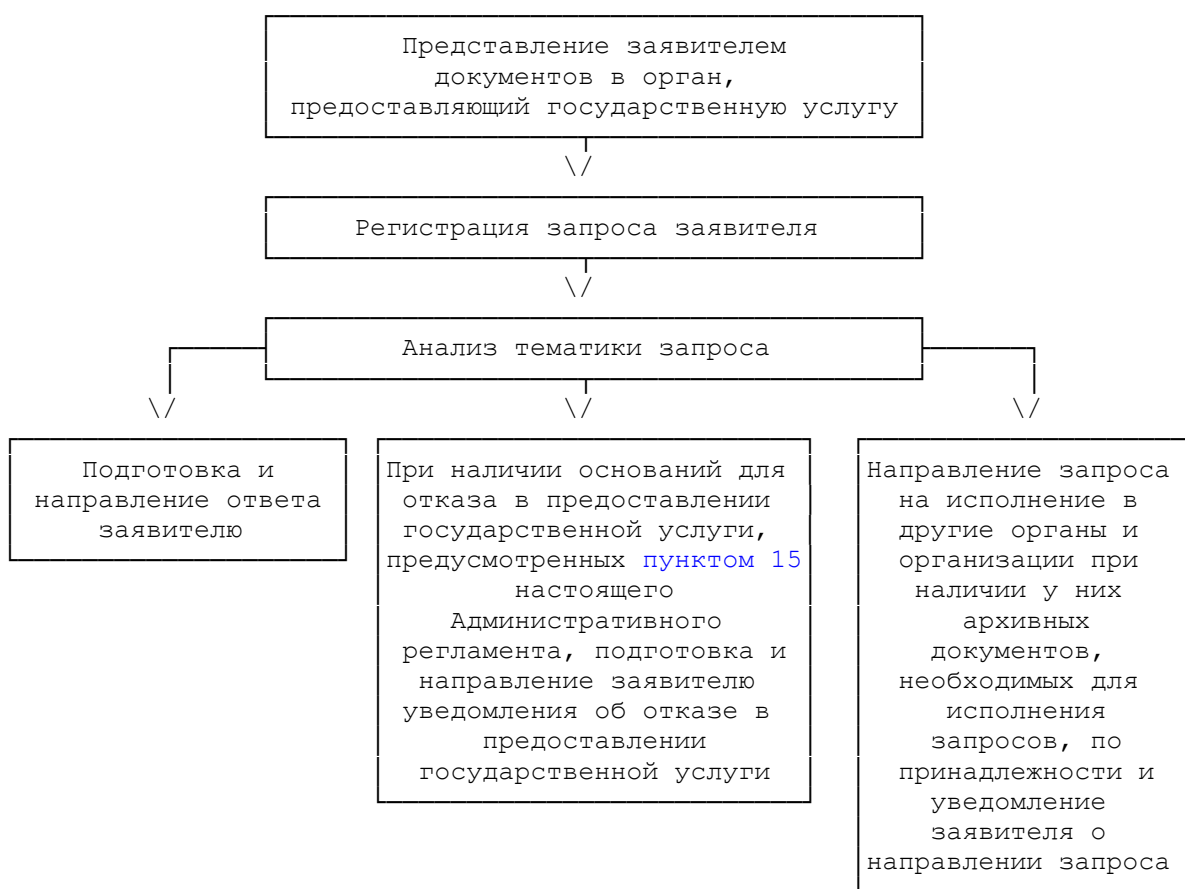 Представление заявителем
документов в орган,
предоставляющий государственную услугу
Регистрация запроса заявителя
Анализ тематики запроса
Подготовка и
направление ответа
заявителю
При наличии оснований для
отказа в предоставлении
государственной услуги,
предусмотренных пунктом 15
настоящего
Административного
регламента, подготовка и
направление заявителю
уведомления об отказе в
предоставлении
государственной услуги
Направление запроса
на исполнение в
другие органы и
организации при
наличии у них
архивных
документов,
необходимых для
исполнения
запросов, по
принадлежности и
уведомление
заявителя о
направлении запроса